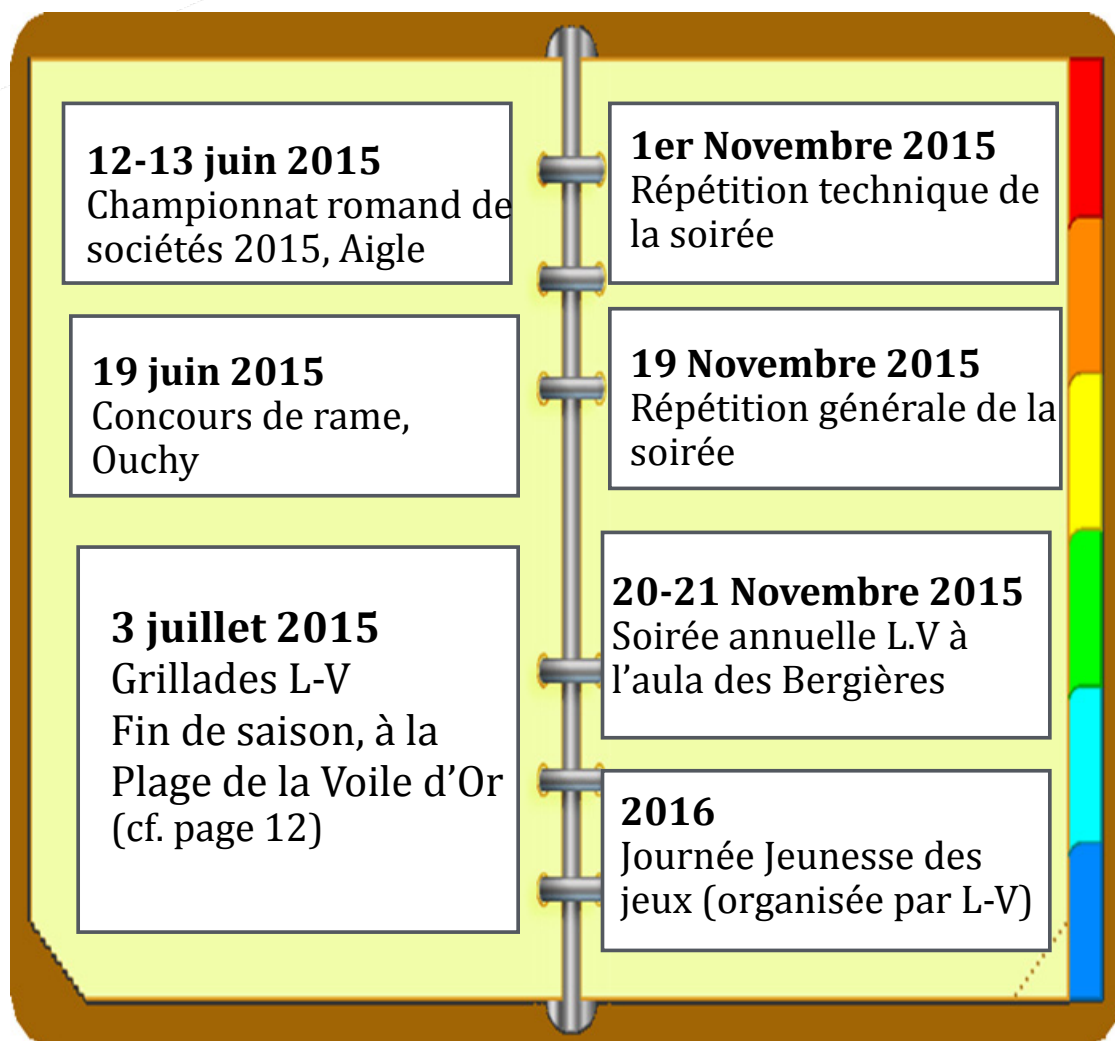 12-13 juin 2015
Championnat romand de
sociétés 2015, Aigle
19 juin 2015
Concours de rame,
Ouchy
3 juillet 2015
Grillades L-V
Fin de saison, à la
Plage de la Voile d’Or
(cf. page 12)
1er Novembre 2015
Répétition technique de
la soirée
19 Novembre 2015
Répétition générale de la
soirée
20-21 Novembre 2015
Soirée annuelle L.V à
l’aula des Bergières
2016
Journée Jeunesse des
jeux (organisée par L-V)